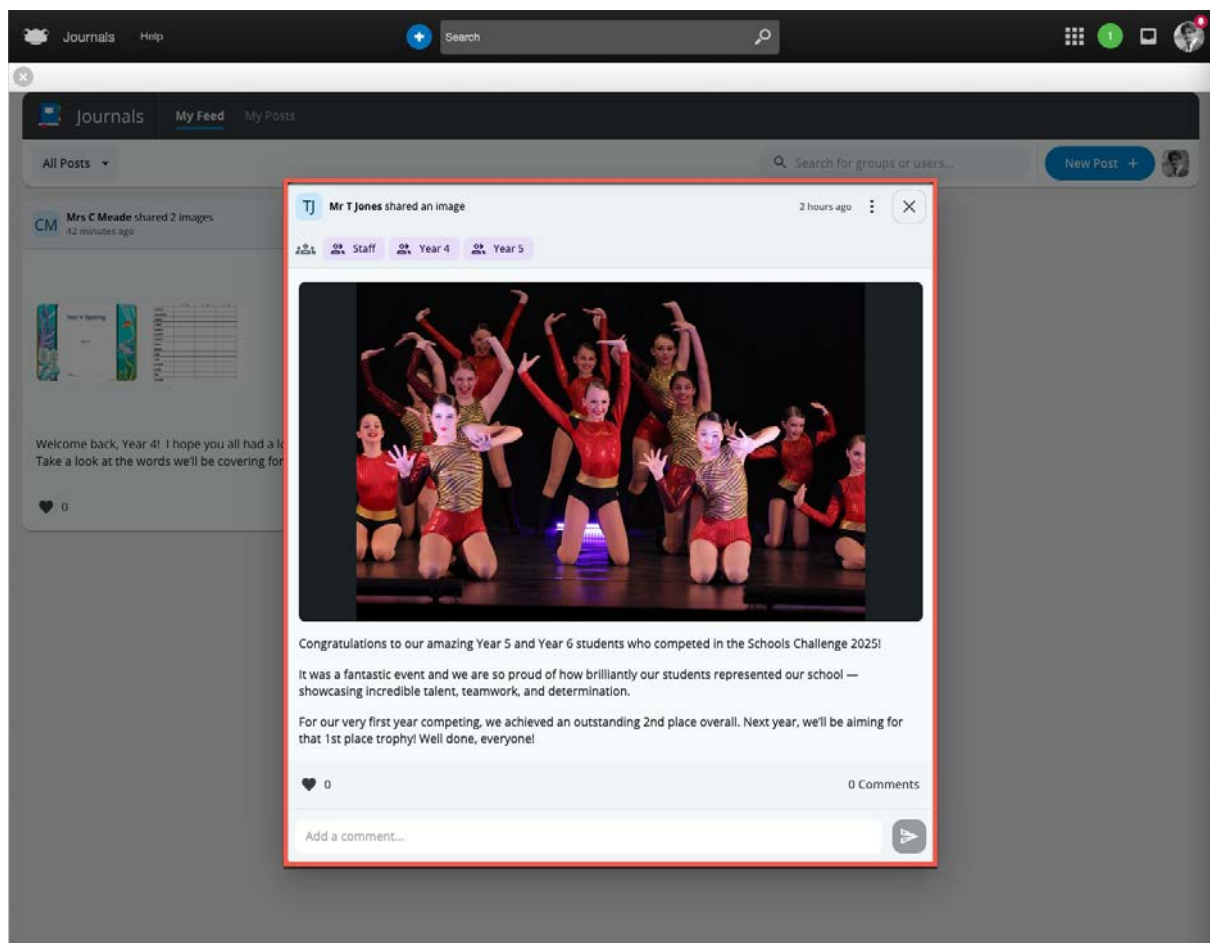 Journals Help Search 1
Journals My Feed My Posts
All Posts Search for groups or users... New Post +
CM Mrs C Meade shared 2 images
42 minutes ago
Year 4 Spelling
Welcome back, Year 4! I hope you all had a
Take a look at the words we'll be covering for
0
TJ Mr T Jones shared an image 2 hours ago
Staff Year 4 Year 5
Congratulations to our amazing Year 5 and Year 6 students who competed in the Schools Challenge 2025!
It was a fantastic event and we are so proud of how brilliantly our students represented our school —
showcasing incredible talent, teamwork, and determination.
For our very first year competing, we achieved an outstanding 2nd place overall. Next year, we'll be aiming for
that 1st place trophy! Well done, everyone!
0 0 Comments
Add a comment...